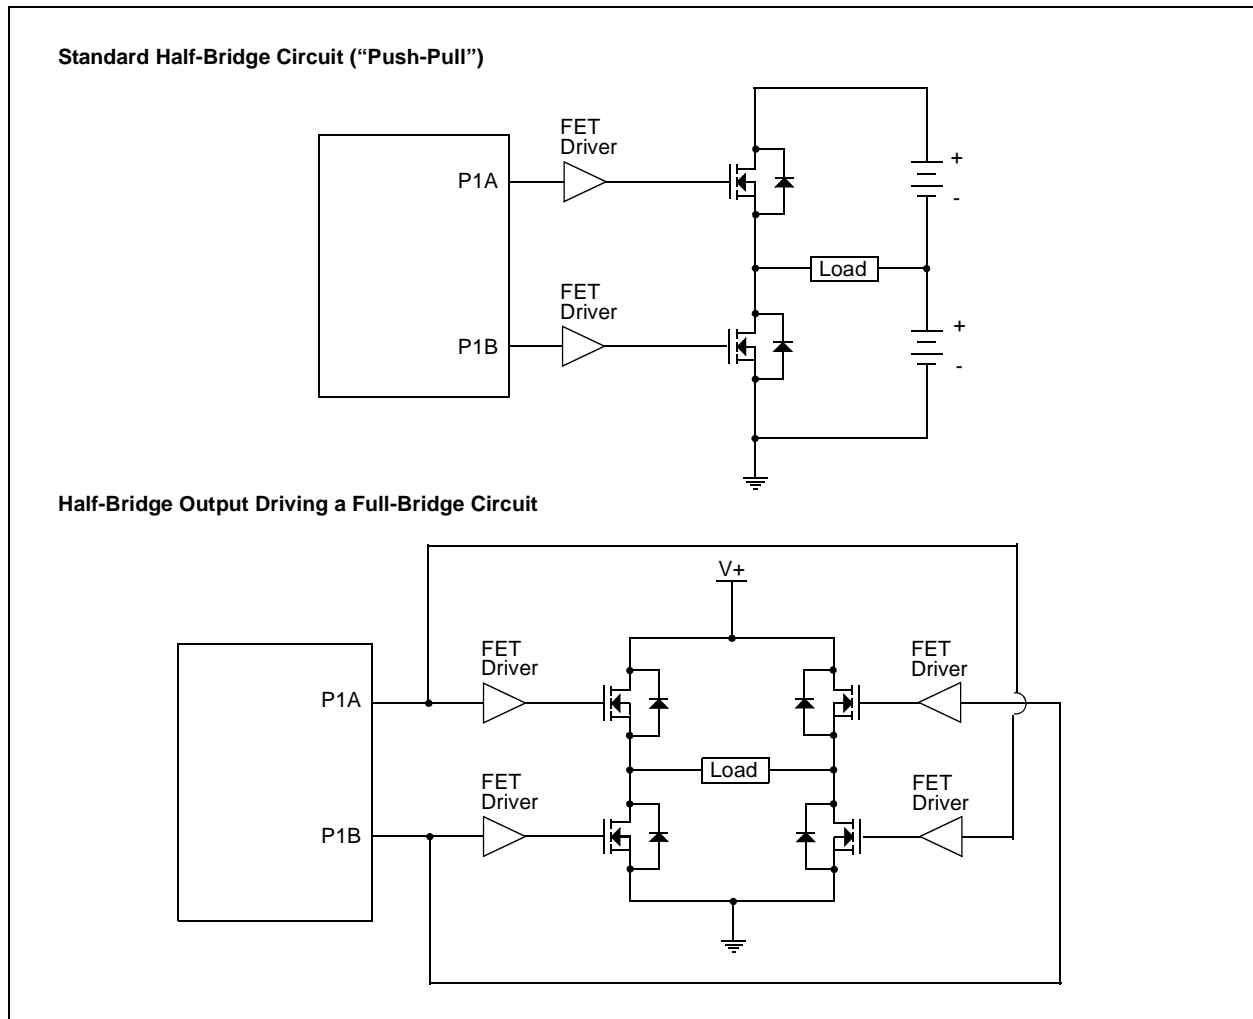 Standard Half-Bridge Circuit (“Push-Pull”)
FET
Driver
P1A
+
-
Load
FET
Driver
P1B
+
-
Half-Bridge Output Driving a Full-Bridge Circuit
V+
FET
Driver
FET
Driver
P1A
Load
FET
Driver
FET
Driver
P1B